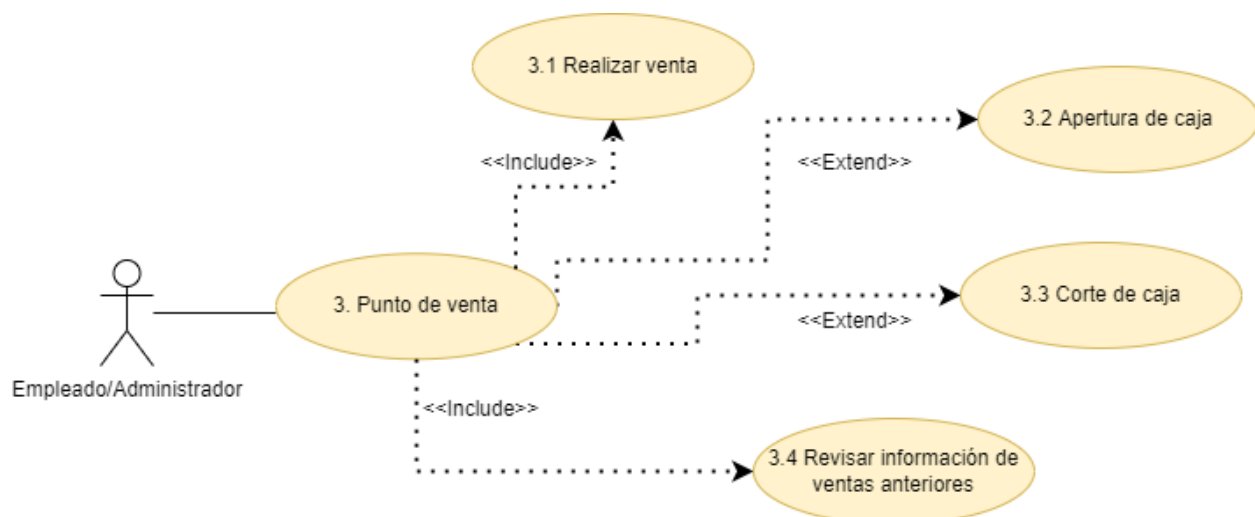 3.1 Realizar venta
3.2 Apertura de caja
<<Include>>
<<Extend>>
3. Punto de venta
3.3 Corte de caja
<<Extend>>
Empleado/Administrador
<<Include>>
3.4 Revisar información de
ventas anteriores